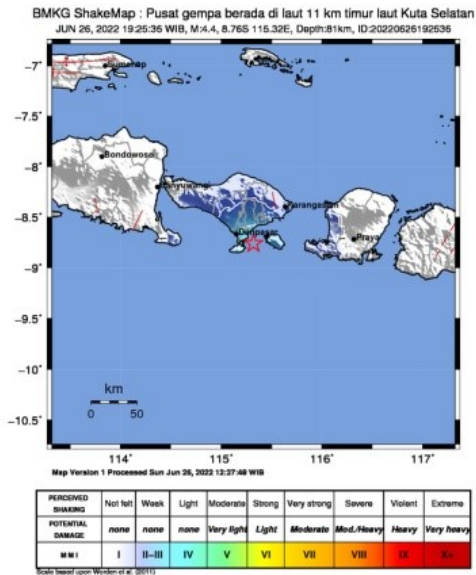 BMKG ShakeMap : Pusat gempa berada di laut 11 km timur laut Kuta Selatan
JUN 26, 2022 19:25:36 WIB, M:4.4, 8.76S 115.32E, Depth:81km, ID:20220626192536
-7°
Sumenep
Bondowoso
-8°
Banyuwangi
Karangasem
-8.5°
Denpasar
Praya
-9°
-10°
km
0 50
-10.5°
114° 115° 116° 117°
Map Version 1 Processed Sun Jun 26, 2022 12:27:48 WIB
PERCEIVED SHAKING Not felt Weak Light Moderate Strong Very strong Severe Violent Extreme
POTENTIAL DAMAGE none none none Very light Light Moderate Mod./Heavy Heavy Very heavy
MMI I II-III IV V VI VII VIII IX X+
Scale based upon Worden et al. (2011)